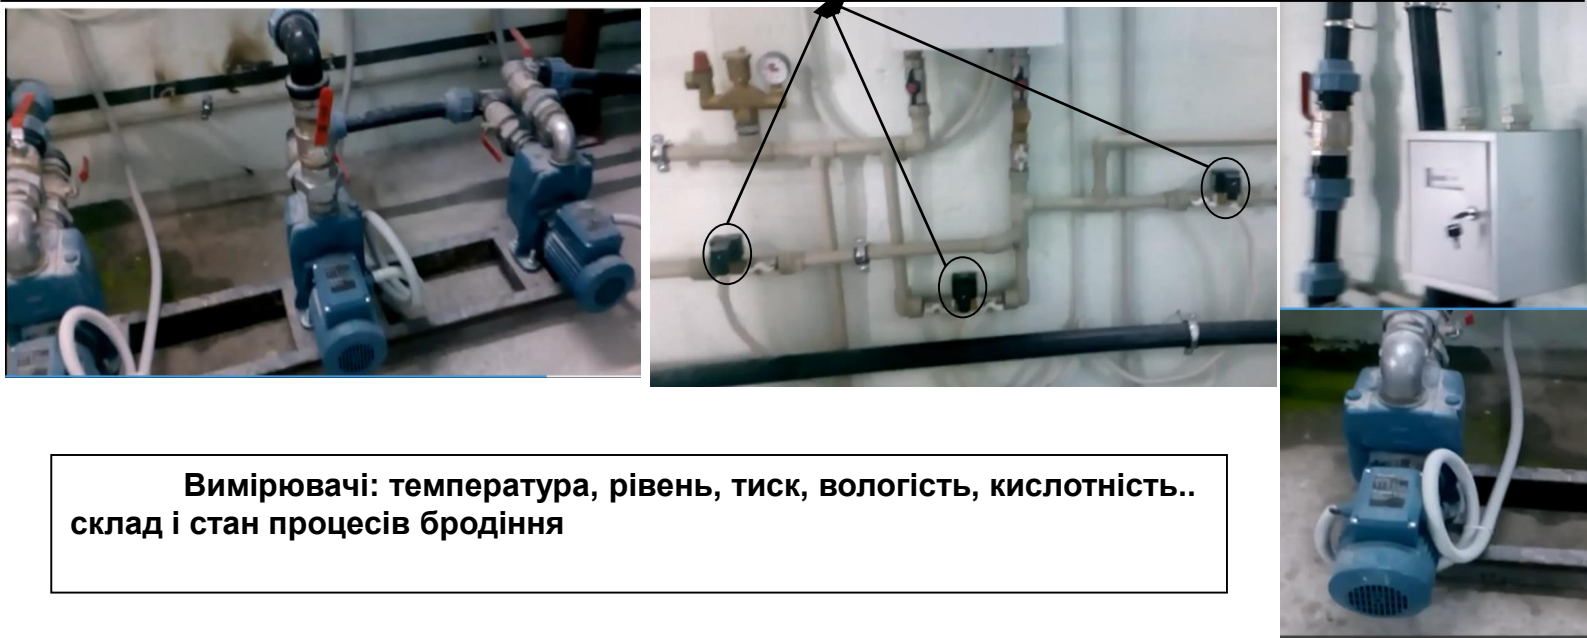 Вимірювачі: температура, рівень, тиск, вологість, кислотність..
склад і стан процесів бродіння